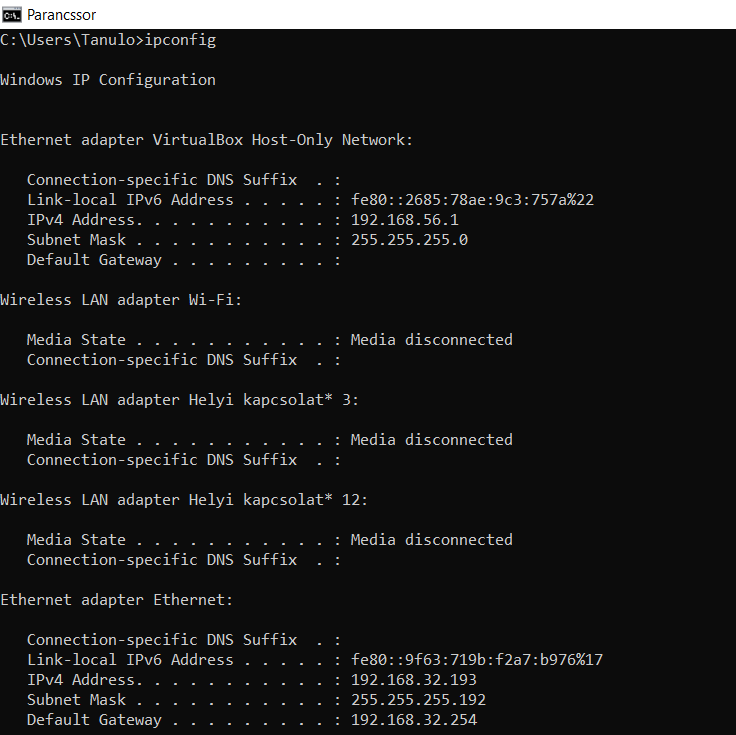 Parancssor
C:\Users\Tanulo>ipconfig
Windows IP Configuration
Ethernet adapter VirtualBox Host-Only Network:
Connection-specific DNS Suffix  . :
Link-local IPv6 Address . . . . . : fe80::2685:78ae:9c3:757a%22
IPv4 Address. . . . . . . . . . . : 192.168.56.1
Subnet Mask . . . . . . . . . . . : 255.255.255.0
Default Gateway . . . . . . . . . :
Wireless LAN adapter Wi-Fi:
Media State . . . . . . . . . . . : Media disconnected
Connection-specific DNS Suffix  . :
Wireless LAN adapter Helyi kapcsolat* 3:
Media State . . . . . . . . . . . : Media disconnected
Connection-specific DNS Suffix  . :
Wireless LAN adapter Helyi kapcsolat* 12:
Media State . . . . . . . . . . . : Media disconnected
Connection-specific DNS Suffix  . :
Ethernet adapter Ethernet:
Connection-specific DNS Suffix  . :
Link-local IPv6 Address . . . . . : fe80::9f63:719b:f2a7:b976%17
IPv4 Address. . . . . . . . . . . : 192.168.32.193
Subnet Mask . . . . . . . . . . . : 255.255.255.192
Default Gateway . . . . . . . . . : 192.168.32.254